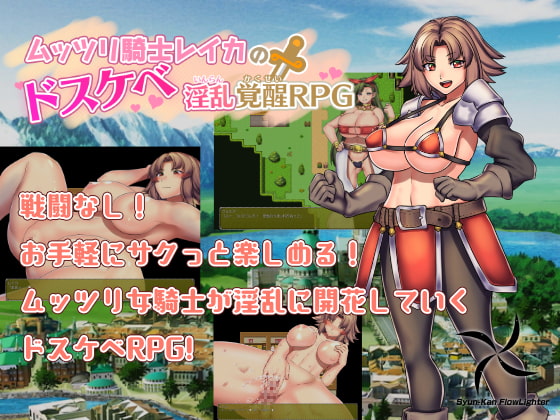 ムッツリ騎士レイカの
ドスケベ淫乱覚醒RPG
いんらん かくせい
戦闘なし!
お手軽にサクっと楽しめる!
ムッツリ女騎士が淫乱に開花していく
ドスケベRPG!
Byun-Kan FlowLighter